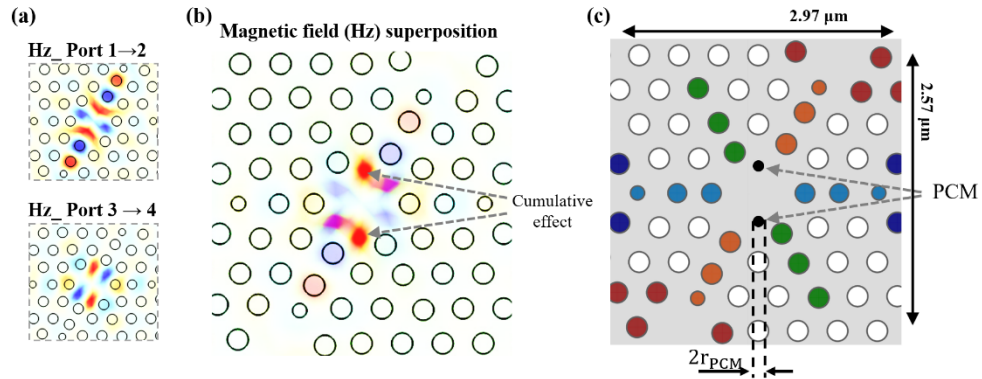 (a)
Hz_ Port 1→2
Hz_ Port 3 → 4
(b)
Magnetic field (Hz) superposition
Cumulative
effect
(c)
2.97 µm
2.57 µm
PCM
2rPCM